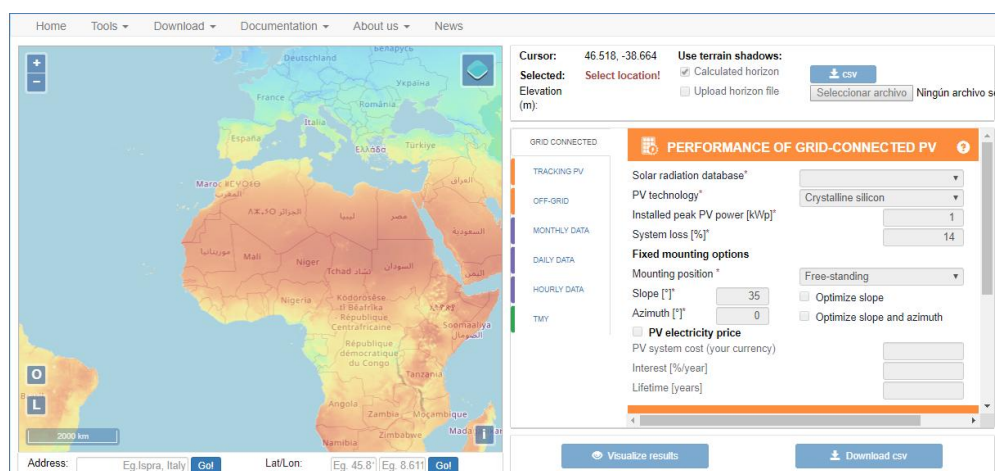 Home Tools Download Documentation About us News
+
−
Беларусь
Deutschland
Україна
France
România
Italia
España
Ελλάδα
Türkiye
Maroc ⵍⵎⵖⵔⵉⴱ
المغرب
العراق
الجزائر
ليبيا
مصر
السعودية
موريتانيا
Mali
Niger
Tchad تشاد
السودان
اليمن
Nigeria
Ködörösêse
tî Bêafrîka
République
Centrafricaine
Soomaaliya
الصومال
République
démocratique
du Congo
Tanzania
Angola
Zambia
Moçambique
Zimbabwe
Namibia
O
L
2000 km
i
Address: Eg.Ispra, Italy Go! Lat/Lon: Eg. 45.8 Eg. 8.611 Go!
Cursor: 46.518, -38.664 Use terrain shadows:
Selected: Select location! Calculated horizon csv
Elevation (m): Upload horizon file Seleccionar archivo Ningún archivo se
GRID CONNECTED
TRACKING PV
OFF-GRID
MONTHLY DATA
DAILY DATA
HOURLY DATA
TMY
PERFORMANCE OF GRID-CONNECTED PV ?
Solar radiation database*
PV technology* Crystalline silicon
Installed peak PV power [kWp]* 1
System loss [%]* 14
Fixed mounting options
Mounting position * Free-standing
Slope [°]* 35 Optimize slope
Azimuth [°]* 0 Optimize slope and azimuth
PV electricity price
PV system cost (your currency)
Interest [%/year]
Lifetime [years]
Visualize results Download csv